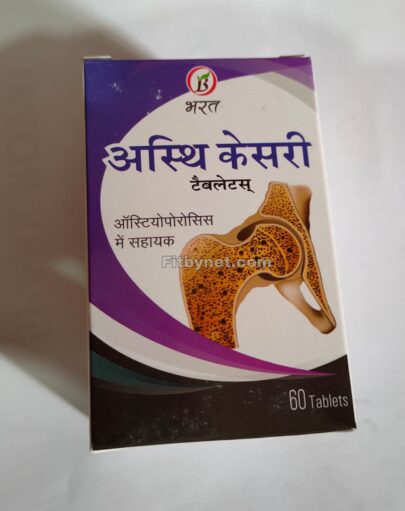 B
भरत
अस्थि केसरी
टैबलेटस्
ऑस्टियोपोरोसिस
में सहायक
Fitbynet.com
60 Tablets